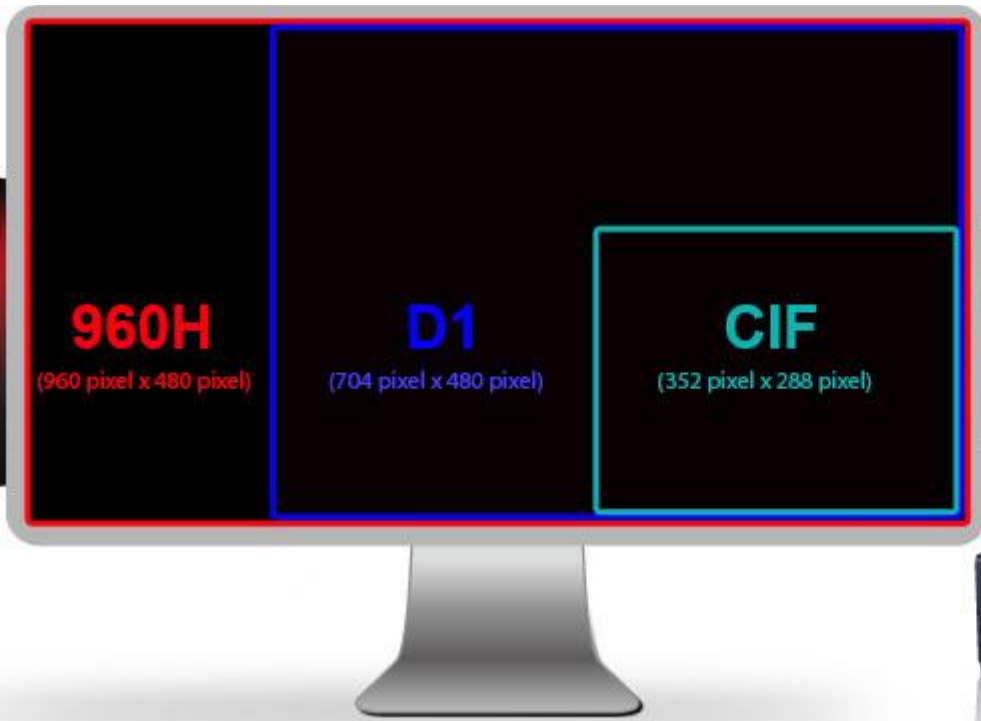 960H
(960 pixel x 480 pixel)
D1
(704 pixel x 480 pixel)
CIF
(352 pixel x 288 pixel)